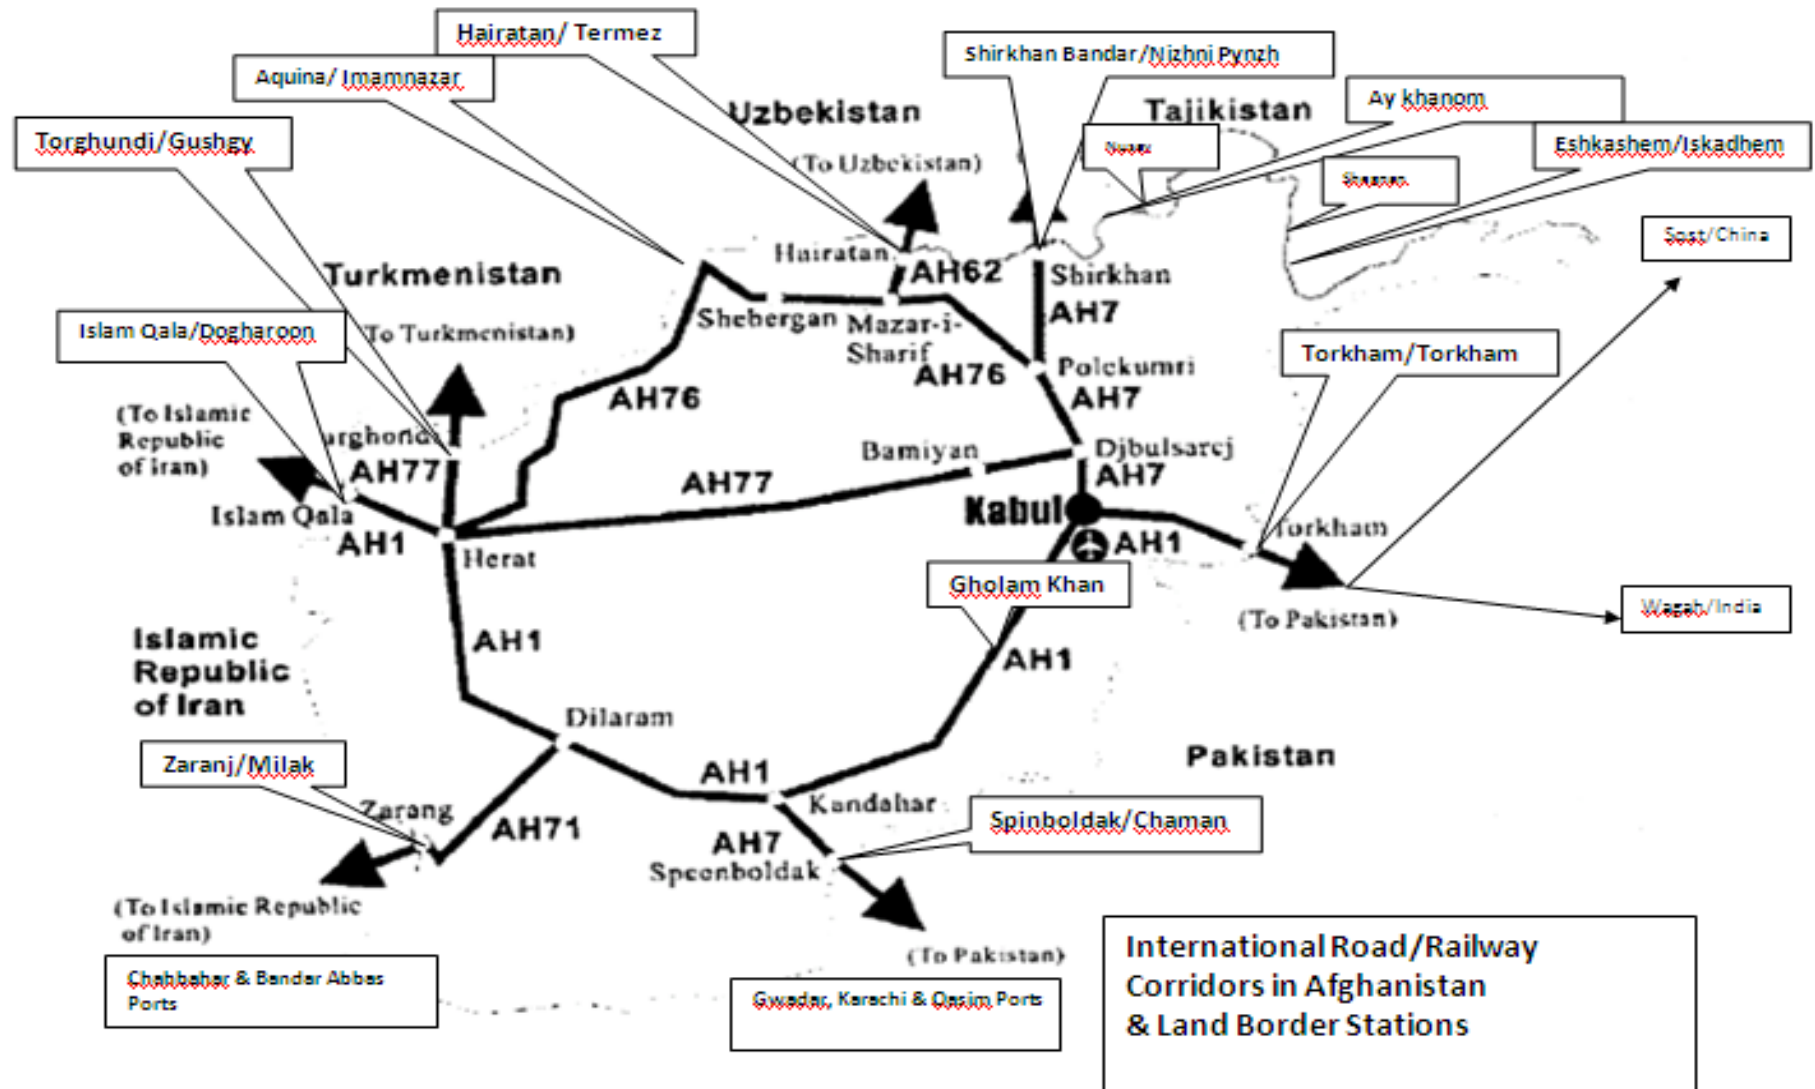 Hairatan/ Termez
Shirkhan Bandar/Nizhni Pynzh
Aquina/ Imamnazar
Ay khanom
Uzbekistan
Tajikistan
Torghundi/Gushgy
Eshkashem/Iskadhem
(To Uzbekistan)
Sost/China
Hairatan
Turkmenistan
AH62
Shirkhan
Islam Qala/Dogharoon
(To Turkmenistan)
Shebergan
Mazar-i-
Sharif
AH7
Torkham/Torkham
AH76
Polekumri
AH76
AH7
(To Islamic
Republic
of Iran)
urghondi
AH77
Bamiyan
Djbulsarej
AH7
AH77
Islam Qala
AH1
Kabul
Torkham
AH1
Herat
Gholam Khan
(To Pakistan)
Wagah/India
Islamic
Republic
of Iran
AH1
AH1
Dilaram
Pakistan
Zaranj/Milak
AH1
Kandahar
Zarang
AH71
AH7
Speenboldak
Spinboldak/Chaman
(To Islamic Republic
of Iran)
(To Pakistan)
Chahbahar & Bandar Abbas
Ports
Gwadar, Karachi & Qasim Ports
International Road/Railway
Corridors in Afghanistan
& Land Border Stations